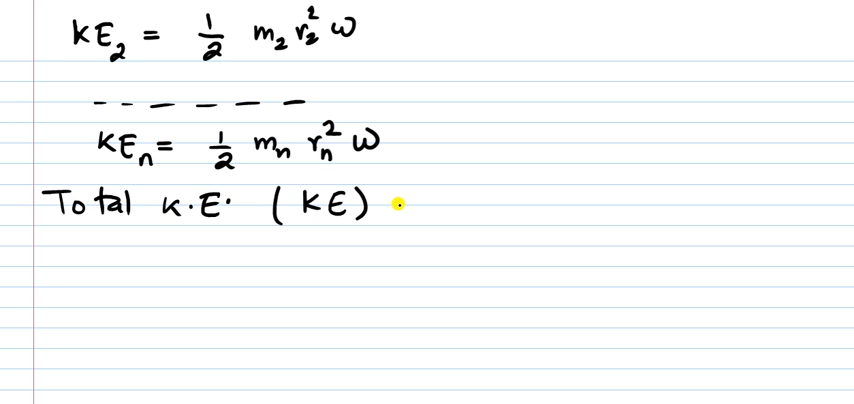 KE₂ = 1/2 m₂ r₂² ω
— — — — — —
KEₙ = 1/2 mₙ rₙ² ω
Total K.E. (KE)